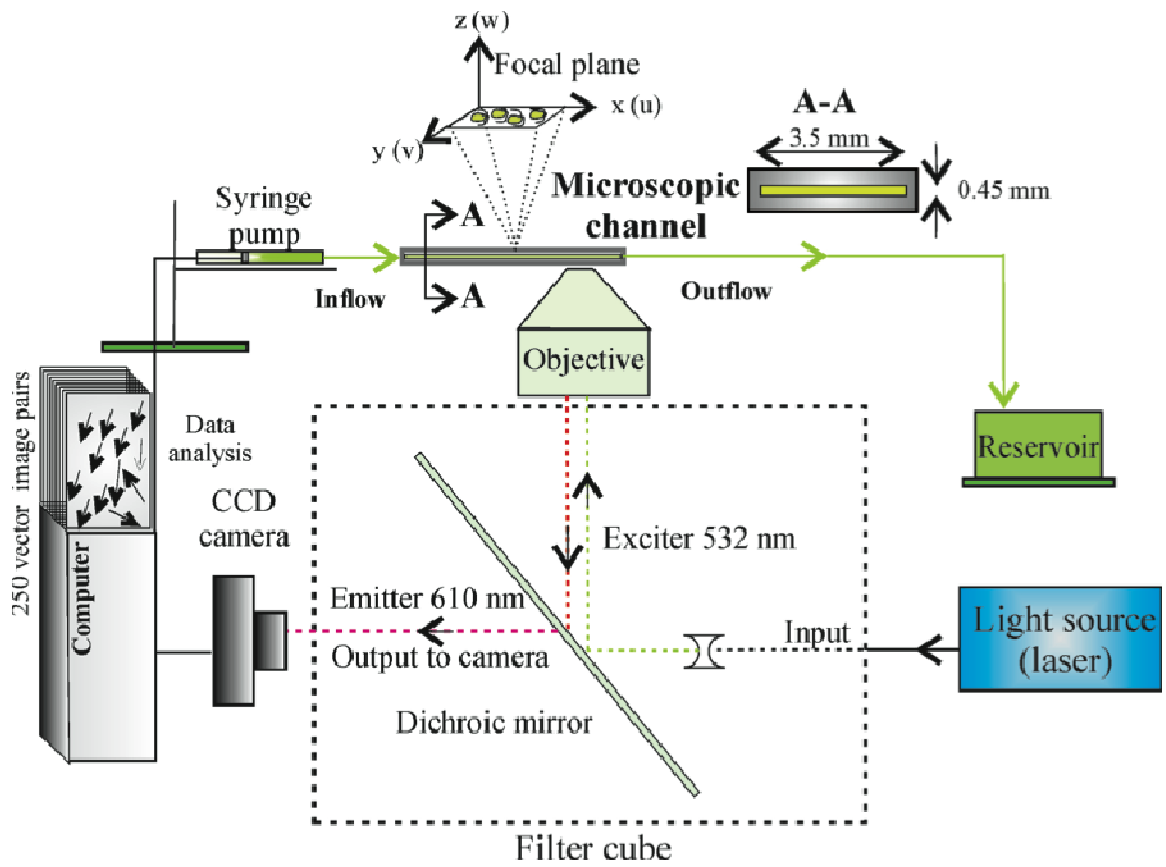 z (w)
Focal plane
x (u)
y (v)
A-A
3.5 mm
0.45 mm
Syringe
pump
Microscopic
channel
A
A
Inflow
Outflow
Objective
Reservoir
250 vector image pairs
Data
analysis
CCD
camera
Computer
Exciter 532 nm
Emitter 610 nm
Output to camera
Input
Light source
(laser)
Dichroic mirror
Filter cube